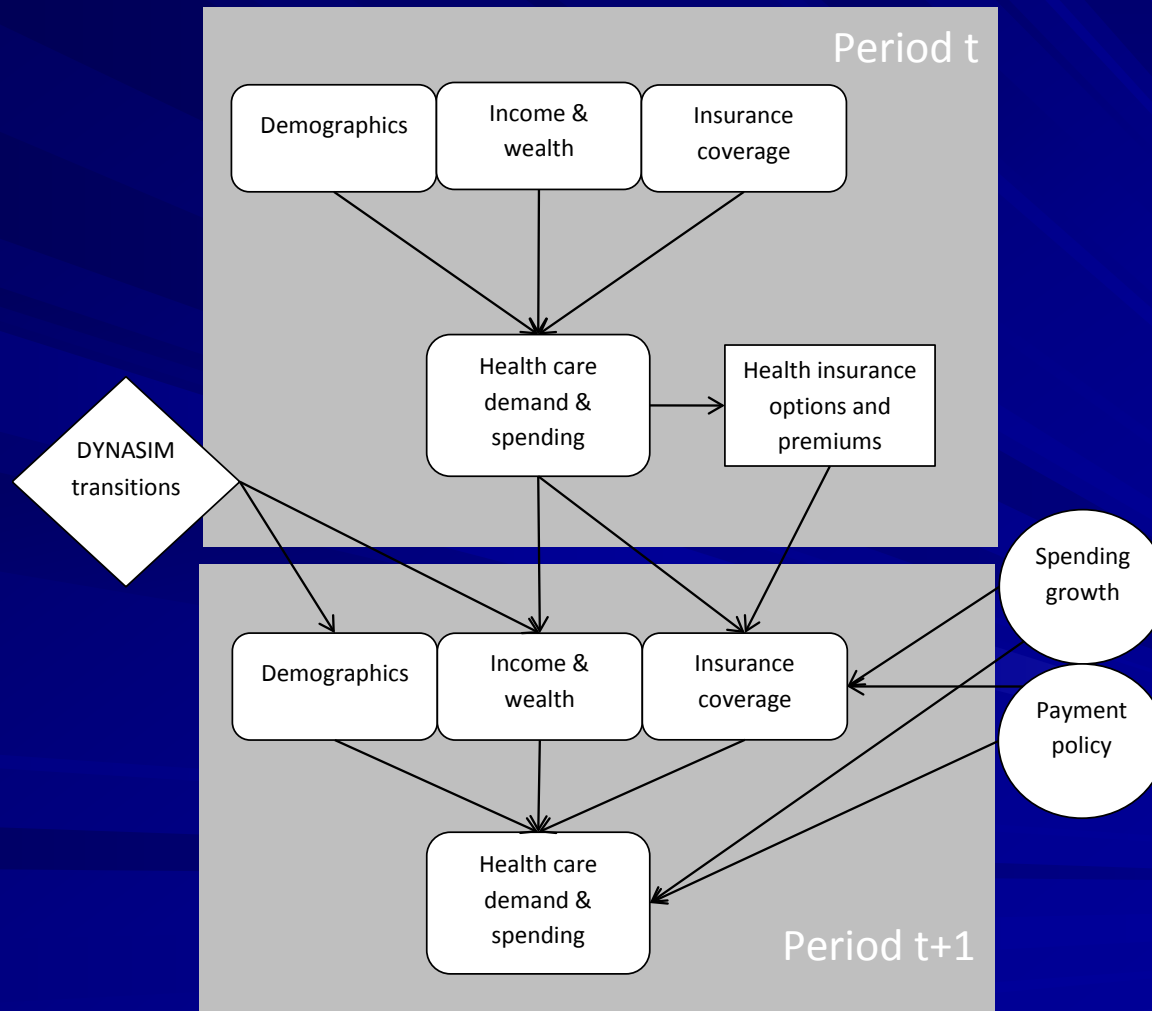 Period t
Demographics
Income &
wealth
Insurance
coverage
Health care
demand &
spending
Health insurance
options and
premiums
DYNASIM
transitions
Spending
growth
Demographics
Income &
wealth
Insurance
coverage
Payment
policy
Health care
demand &
spending
Period t+1